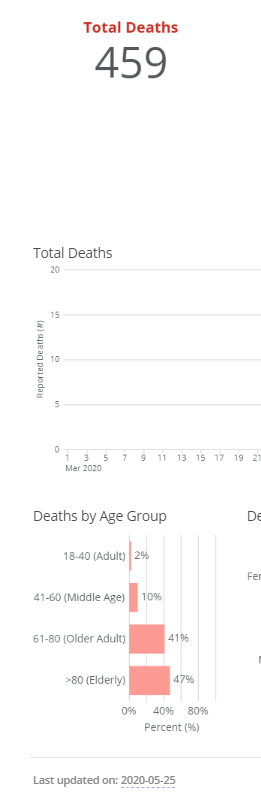 Total Deaths
459
Total Deaths
20
15
10
5
0
Reported Deaths (#)
1 3 5 7 9 11 13 15 17 19 21
Mar 2020
Deaths by Age Group
De
18-40 (Adult) 2%
Fer
41-60 (Middle Age) 10%
61-80 (Older Adult) 41%
>80 (Elderly) 47%
0% 40% 80%
Percent (%)
Last updated on: 2020-05-25